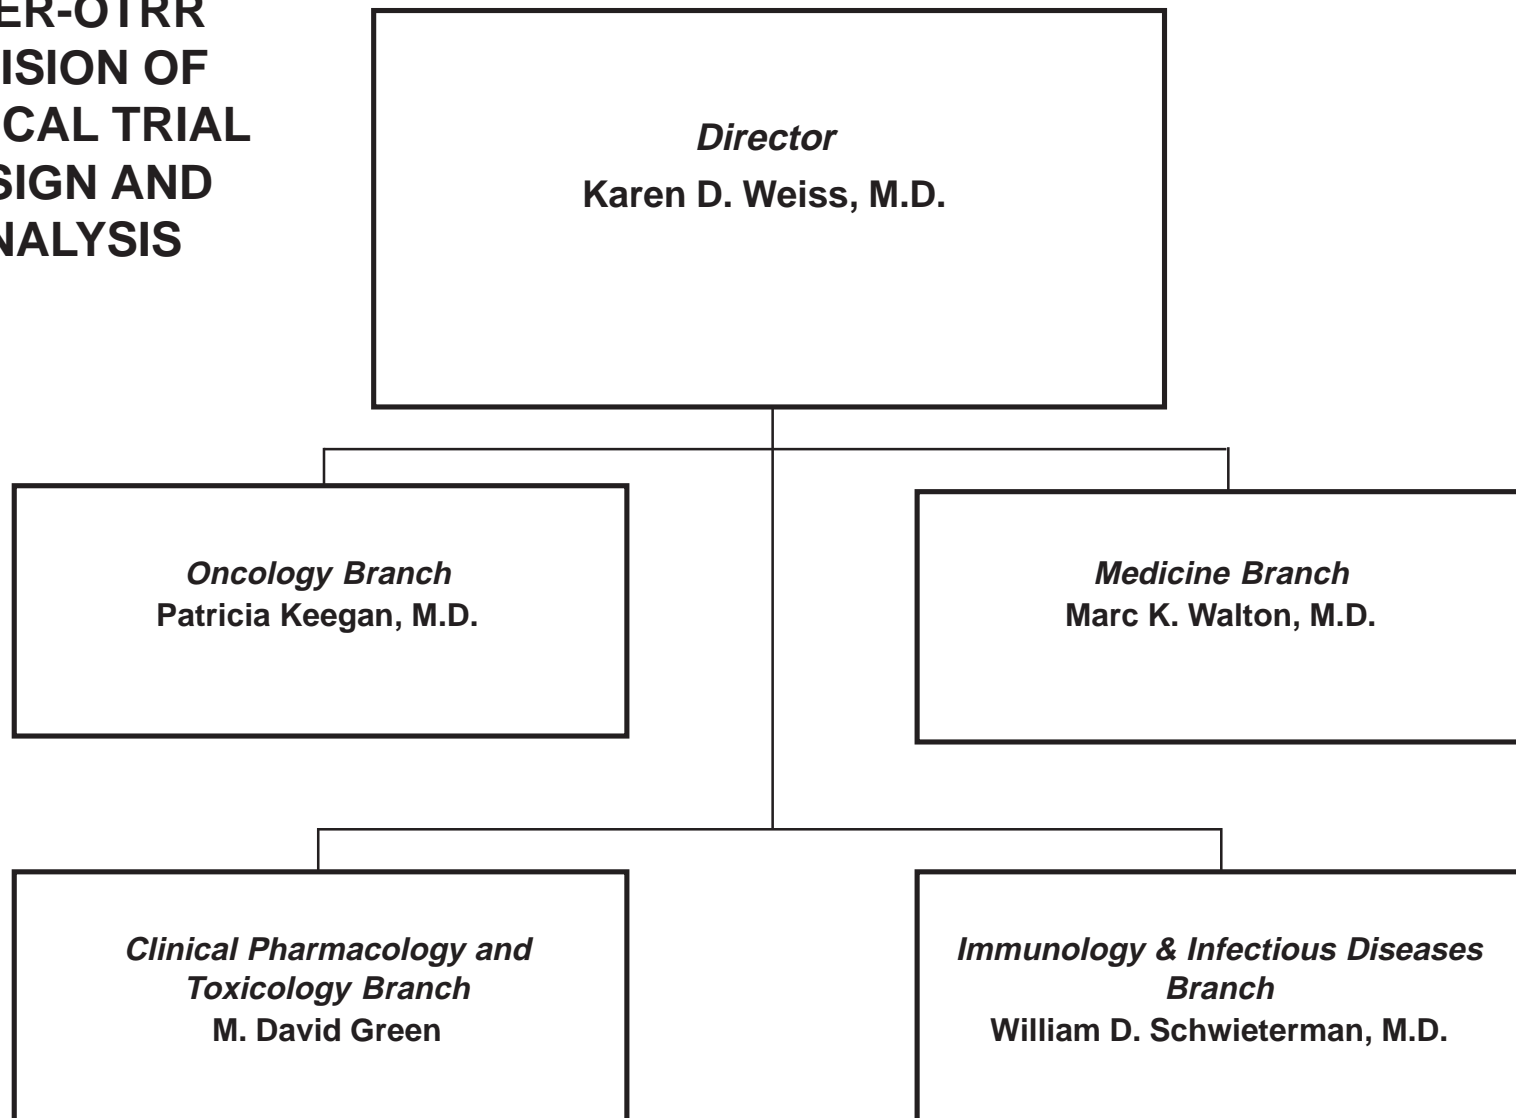 ER-OTRR
ISION OF
ICAL TRIAL
SIGN AND
NALYSIS
Director
Karen D. Weiss, M.D.
Oncology Branch
Patricia Keegan, M.D.
Medicine Branch
Marc K. Walton, M.D.
Clinical Pharmacology and
Toxicology Branch
M. David Green
Immunology & Infectious Diseases
Branch
William D. Schwieterman, M.D.